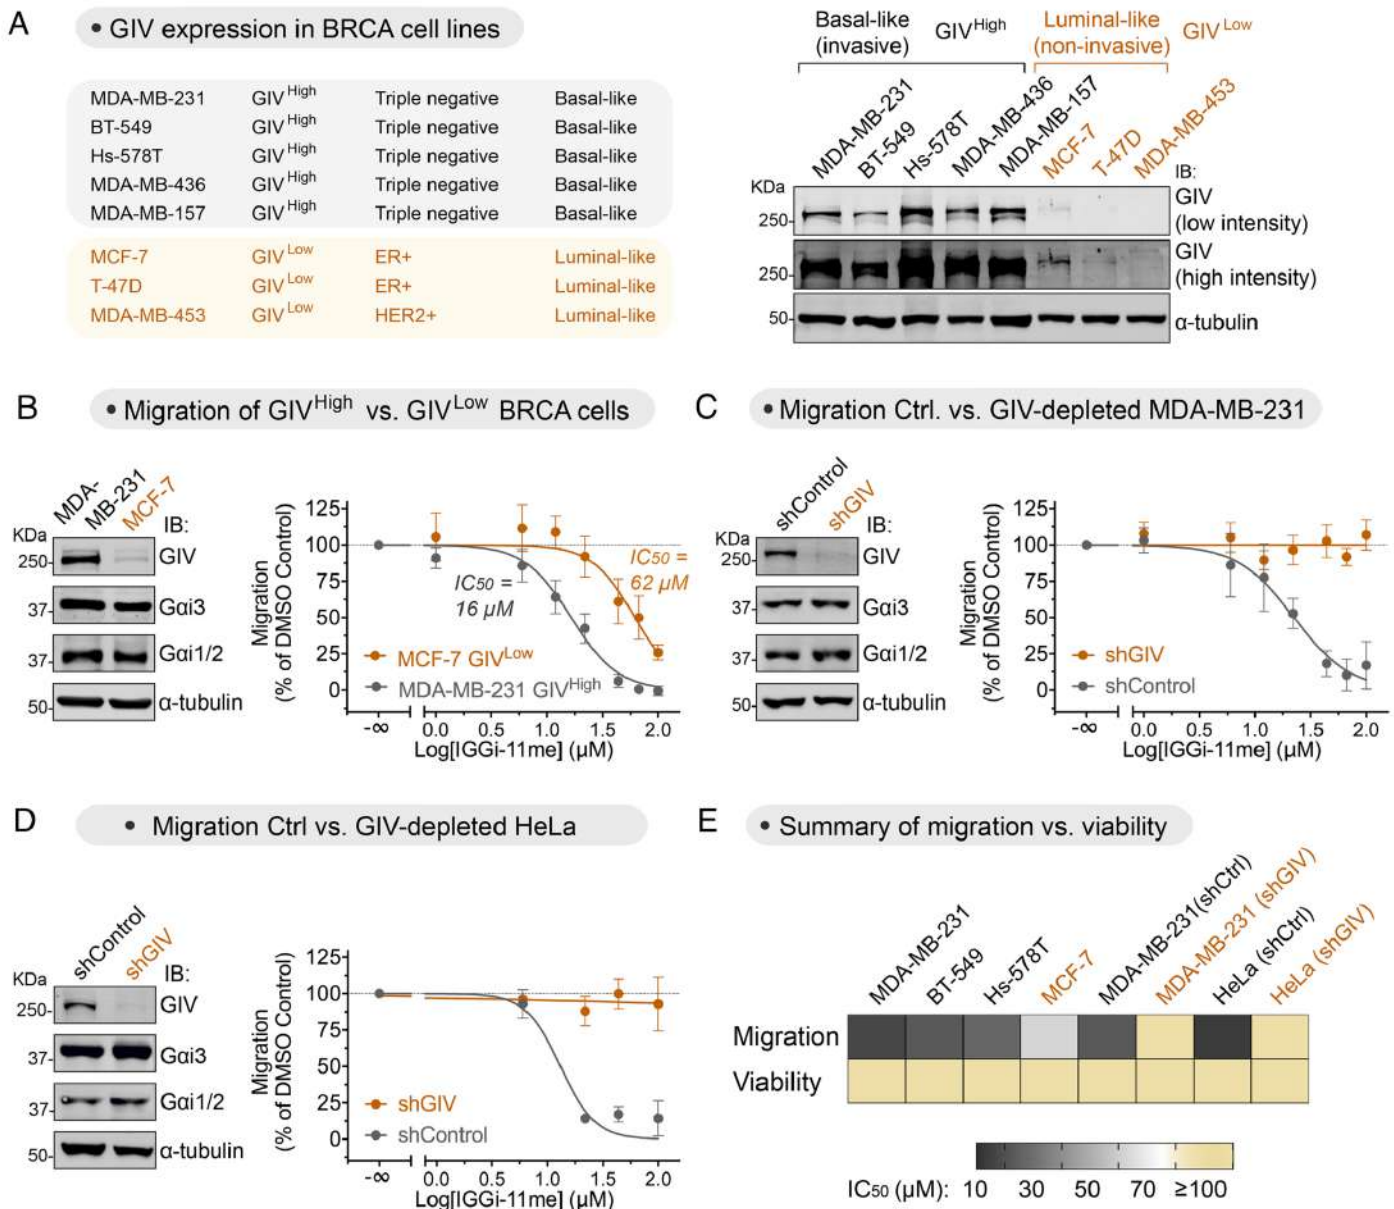 A
• GIV expression in BRCA cell lines
MDA-MB-231 GIV High Triple negative Basal-like
BT-549 GIV High Triple negative Basal-like
Hs-578T GIV High Triple negative Basal-like
MDA-MB-436 GIV High Triple negative Basal-like
MDA-MB-157 GIV High Triple negative Basal-like
MCF-7 GIV Low ER+ Luminal-like
T-47D GIV Low ER+ Luminal-like
MDA-MB-453 GIV Low HER2+ Luminal-like
Basal-like (invasive) GIV High
Luminal-like (non-invasive) GIV Low
MDA-MB-231
BT-549
Hs-578T
MDA-MB-436
MDA-MB-157
MCF-7
T-47D
MDA-MB-453
KDa
IB:
250
GIV
(low intensity)
250
GIV
(high intensity)
50
α-tubulin
B
• Migration of GIV High vs. GIV Low BRCA cells
MDA-
MB-231
MCF-7
KDa
IB:
250
GIV
37
Gαi3
37
Gαi1/2
50
α-tubulin
Migration
(% of DMSO Control)
125
100
75
50
25
0
IC50 =
16 µM
IC50 =
62 µM
MCF-7 GIV Low
MDA-MB-231 GIV High
-∞ 0.0 0.5 1.0 1.5 2.0
Log[IGGi-11me] (µM)
C
• Migration Ctrl. vs. GIV-depleted MDA-MB-231
shControl
shGIV
KDa
IB:
250
GIV
37
Gαi3
37
Gαi1/2
50
α-tubulin
Migration
(% of DMSO Control)
125
100
75
50
25
0
shGIV
shControl
-∞ 0.0 0.5 1.0 1.5 2.0
Log[IGGi-11me] (µM)
D
• Migration Ctrl vs. GIV-depleted HeLa
shControl
shGIV
KDa
IB:
250
GIV
37
Gαi3
37
Gαi1/2
50
α-tubulin
Migration
(% of DMSO Control)
125
100
75
50
25
0
shGIV
shControl
-∞ 0.0 0.5 1.0 1.5 2.0
Log[IGGi-11me] (µM)
E
• Summary of migration vs. viability
MDA-MB-231
BT-549
Hs-578T
MCF-7
MDA-MB-231(shCtrl)
MDA-MB-231 (shGIV)
HeLa (shCtrl)
HeLa (shGIV)
Migration
Viability
IC50 (µM): 10 30 50 70 ≥100